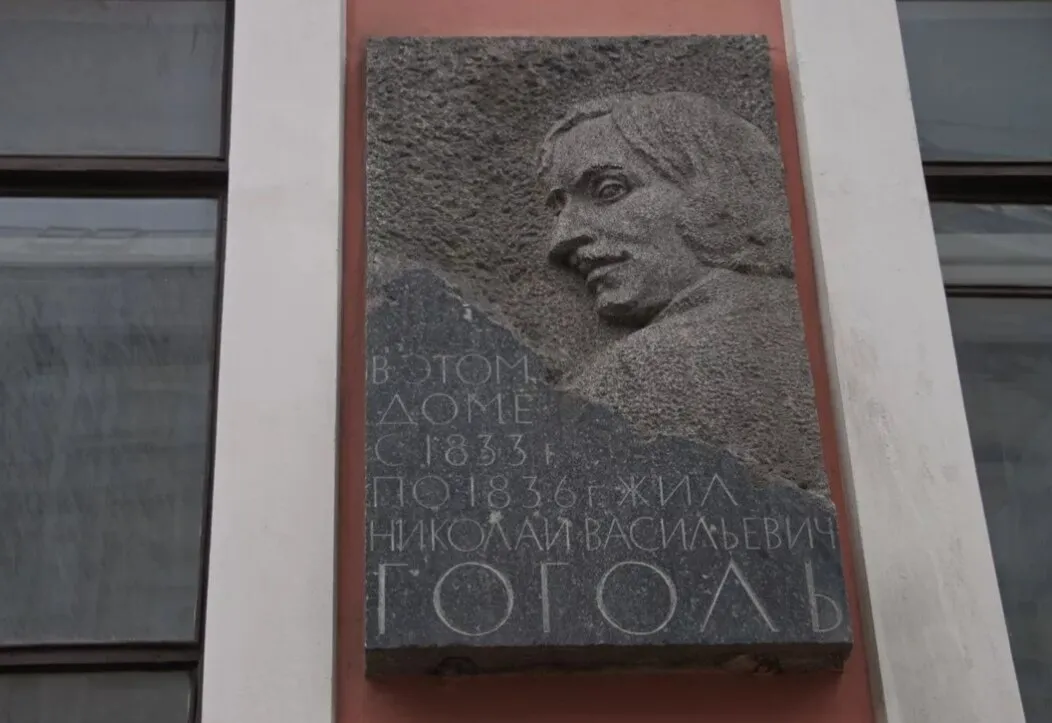 В ЭТОМ
ДОМЕ
С 1833 г
ПО 1836 г ЖИЛ
НИКОЛАЙ ВАСИЛЬЕВИЧ
ГОГОЛЬ